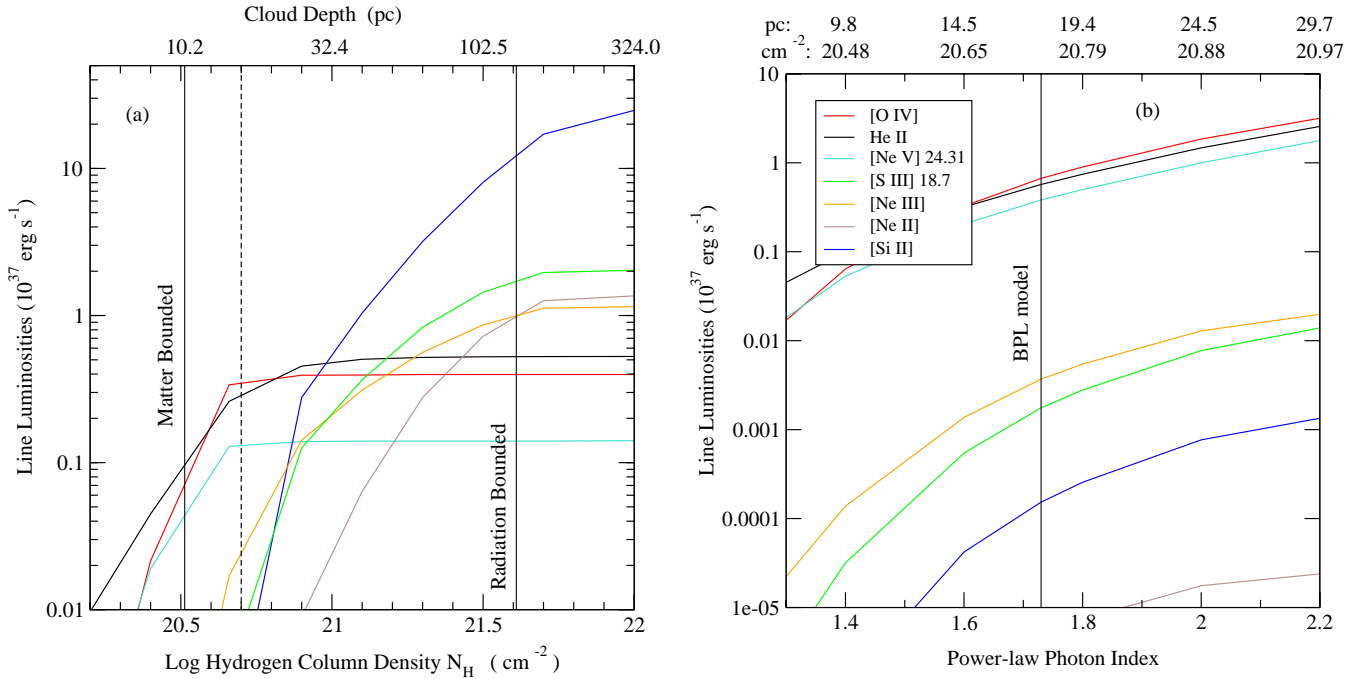 Cloud Depth (pc)
10.2 32.4 102.5 324.0
(a)
10
1
0.1
0.01
Line Luminosities (10^37 erg s^-1)
Matter Bounded
Radiation Bounded
20.5 21 21.5 22
Log Hydrogen Column Density N_H ( cm^-2 )
pc: 9.8 14.5 19.4 24.5 29.7
cm^-2: 20.48 20.65 20.79 20.88 20.97
(b)
10
1
0.1
0.01
0.001
0.0001
1e-05
Line Luminosities (10^37 erg s^-1)
[O IV]
He II
[Ne V] 24.31
[S III] 18.7
[Ne III]
[Ne II]
[Si II]
BPL model
1.4 1.6 1.8 2 2.2
Power-law Photon Index